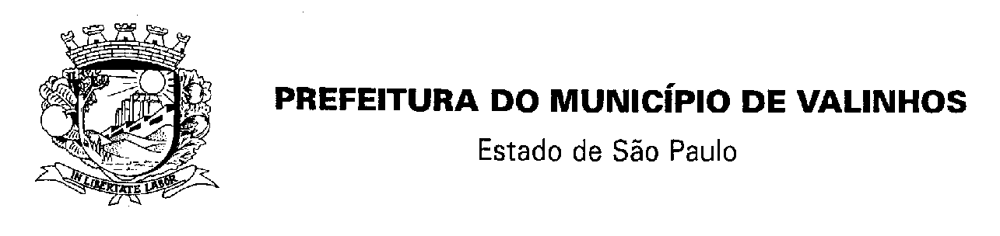 PREFEITURA DO MUNICÍPIO DE VALINHOS
Estado de São Paulo
IN LIBERTATE LABOR